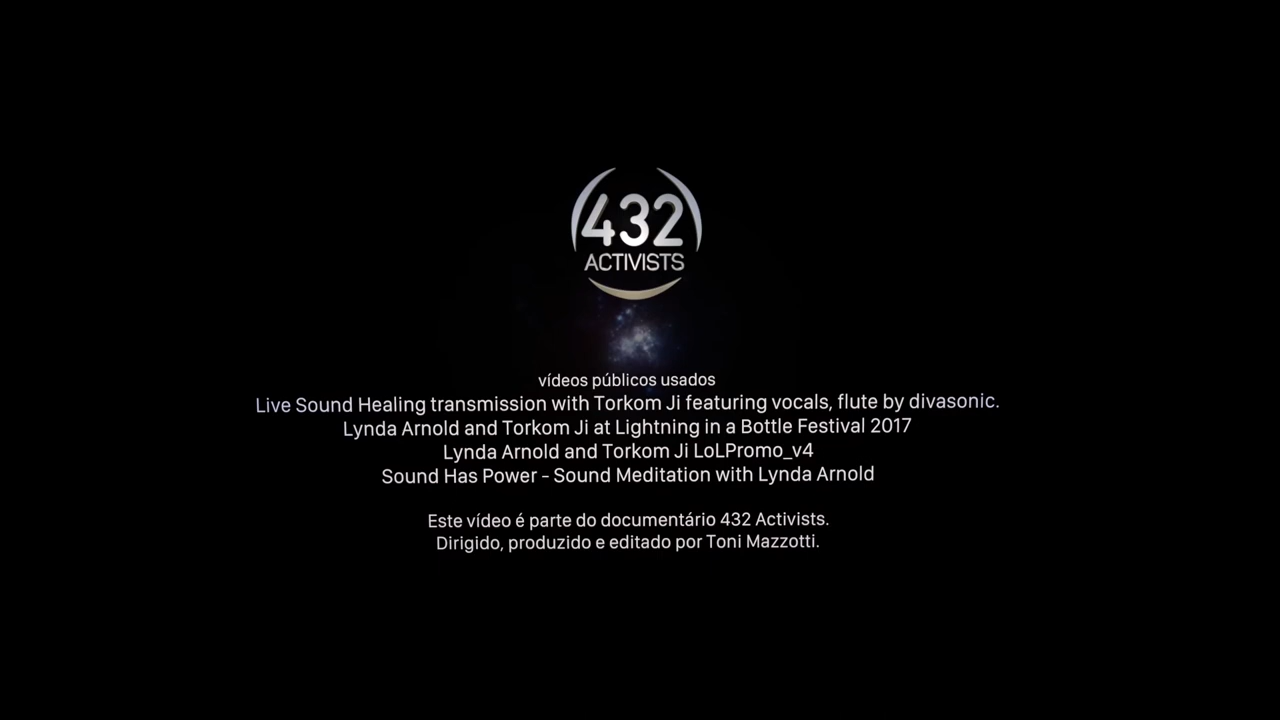 432
ACTIVISTS
vídeos públicos usados
Live Sound Healing transmission with Torkom Ji featuring vocals, flute by divasonic.
Lynda Arnold and Torkom Ji at Lightning in a Bottle Festival 2017
Lynda Arnold and Torkom Ji LoLPromo_v4
Sound Has Power - Sound Meditation with Lynda Arnold
Este vídeo é parte do documentário 432 Activists.
Dirigido, produzido e editado por Toni Mazzotti.